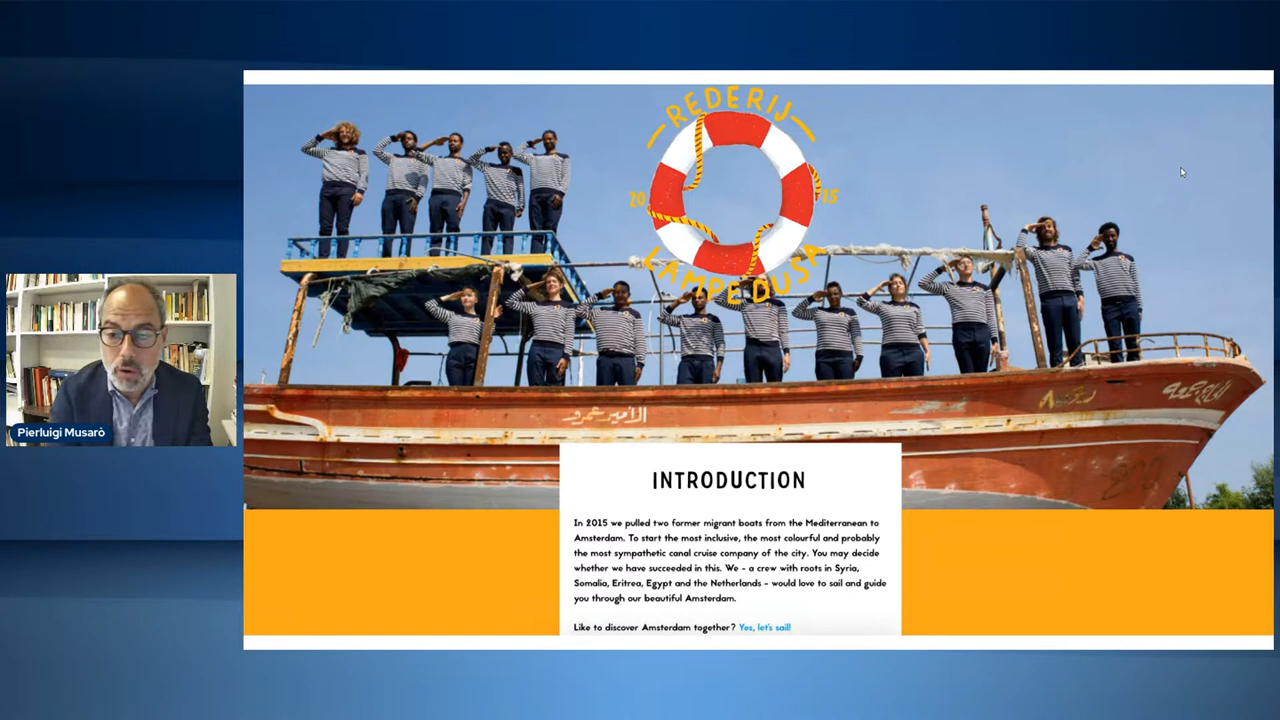 REDERIJ
20 15
LAMPEDUSA
الأمير عمرو
Pierluigi Musarò
INTRODUCTION
In 2015 we pulled two former migrant boats from the Mediterranean to
Amsterdam. To start the most inclusive, the most colourful and probably
the most sympathetic canal cruise company of the city. You may decide
whether we have succeeded in this. We - a crew with roots in Syria,
Somalia, Eritrea, Egypt and the Netherlands - would love to sail and guide
you through our beautiful Amsterdam.
Like to discover Amsterdam together? Yes, let's sail!